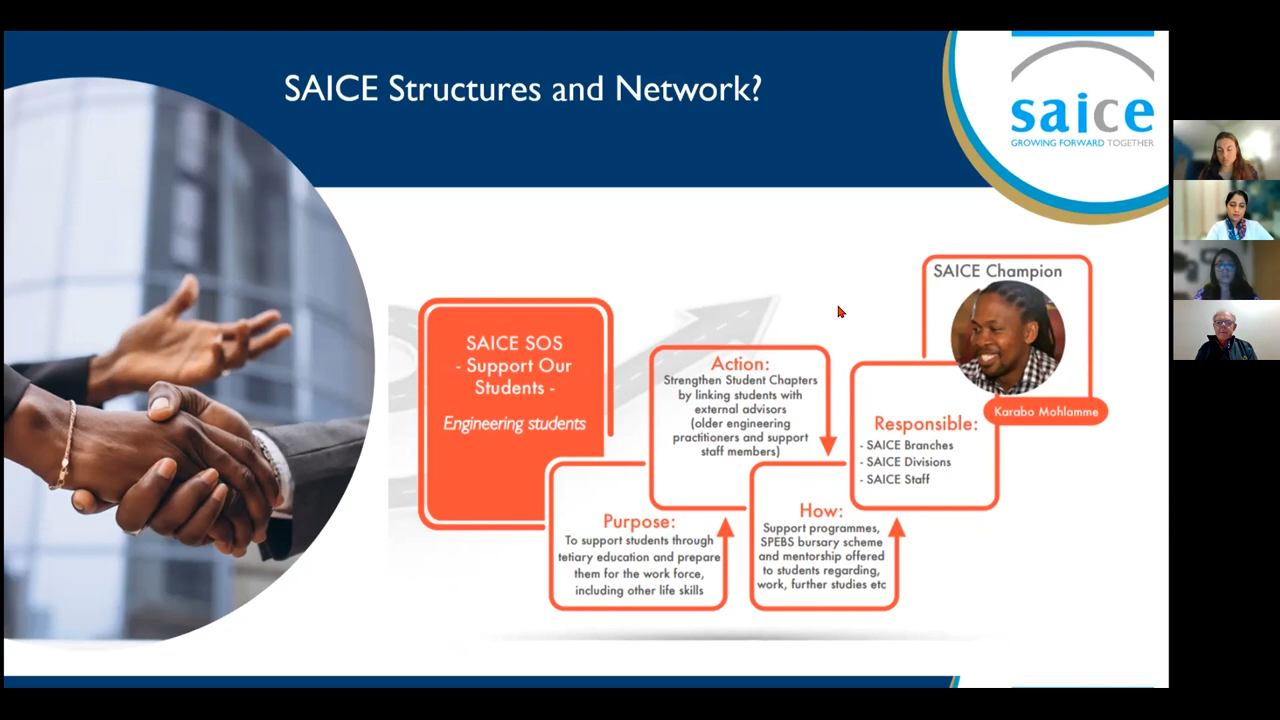 SAICE Structures and Network?
saice
GROWING FORWARD TOGETHER
SAICE SOS
- Support Our
Students -
Engineering students
Purpose:
To support students through
tetiary education and prepare
them for the work force,
including other life skills
Action:
Strengthen Student Chapters
by linking students with
external advisors
(older engineering
practitioners and support
staff members)
How:
Support programmes,
SPEBS bursary scheme
and mentorship offered
to students regarding,
work, further studies etc
Responsible:
- SAICE Branches
- SAICE Divisions
- SAICE Staff
SAICE Champion
Karabo Mohlamme